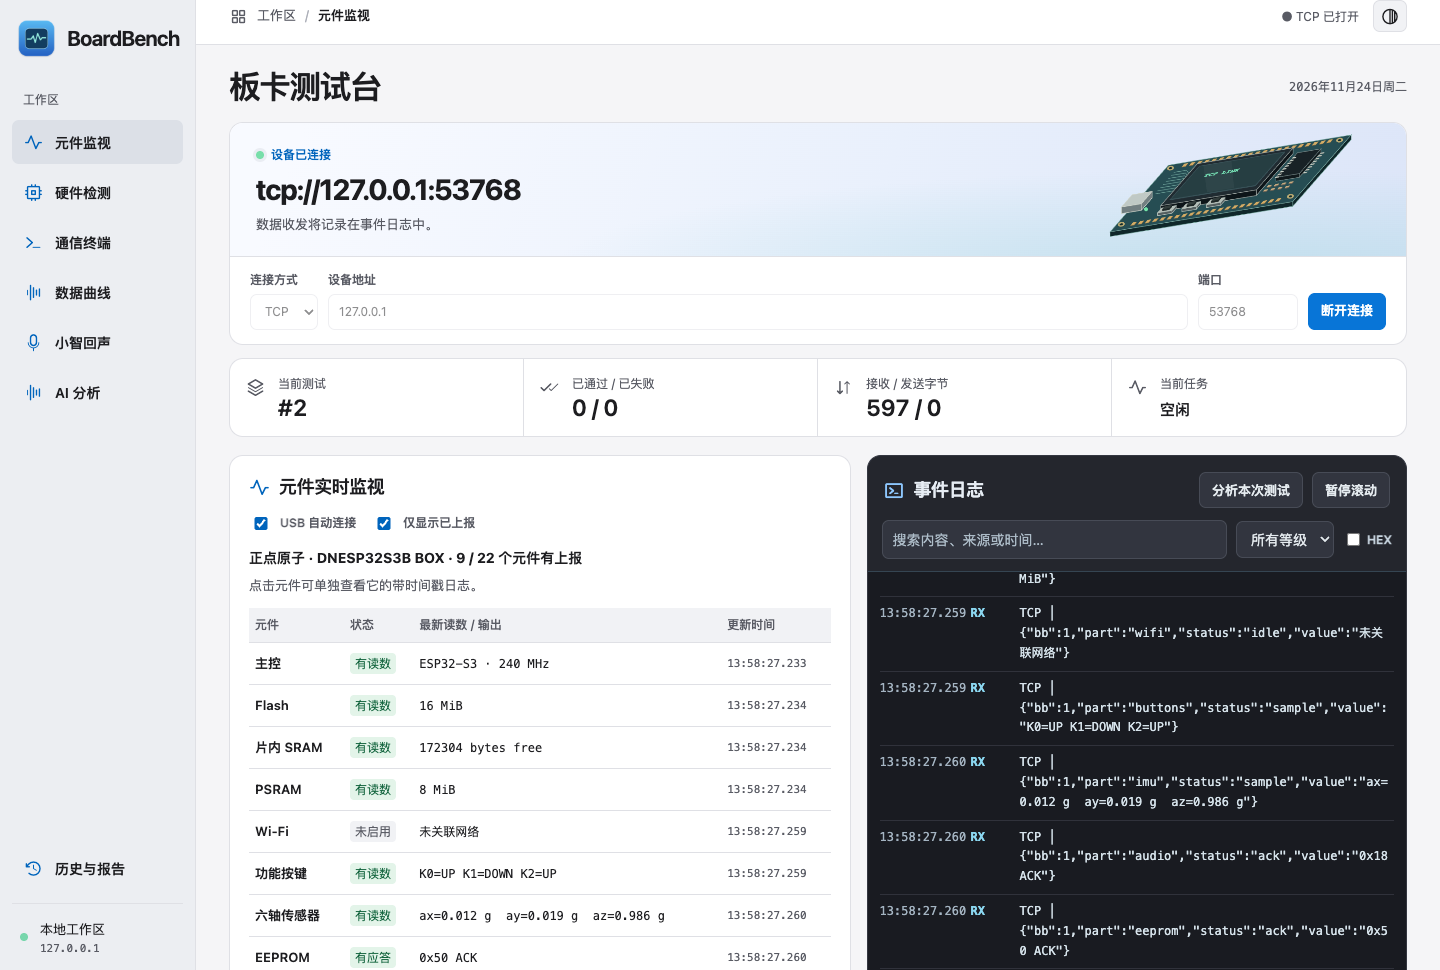 BoardBench
工作区
元件监视
硬件检测
通信终端
数据曲线
小智回声
AI 分析
历史与报告
本地工作区
127.0.0.1
工作区 / 元件监视
TCP 已打开
板卡测试台
2026年11月24日周二
设备已连接
tcp://127.0.0.1:53768
数据收发将记录在事件日志中。
TCP LINK
连接方式
设备地址
端口
TCP
127.0.0.1
53768
断开连接
当前测试
#2
已通过 / 已失败
0 / 0
接收 / 发送字节
597 / 0
当前任务
空闲
元件实时监视
USB 自动连接
仅显示已上报
正点原子 · DNESP32S3B BOX · 9 / 22 个元件有上报
点击元件可单独查看它的带时间戳日志。
元件 状态 最新读数 / 输出 更新时间
主控 有读数 ESP32-S3 · 240 MHz 13:58:27.233
Flash 有读数 16 MiB 13:58:27.234
片内 SRAM 有读数 172304 bytes free 13:58:27.234
PSRAM 有读数 8 MiB 13:58:27.234
Wi-Fi 未启用 未关联网络 13:58:27.259
功能按键 有读数 K0=UP K1=DOWN K2=UP 13:58:27.259
六轴传感器 有读数 ax=0.012 g ay=0.019 g az=0.986 g 13:58:27.260
EEPROM 有应答 0x50 ACK 13:58:27.260
事件日志
分析本次测试
暂停滚动
搜索内容、来源或时间...
所有等级
HEX
MiB"}
13:58:27.259 RX TCP |
{"bb":1,"part":"wifi","status":"idle","value":"未关
联网络"}
13:58:27.259 RX TCP |
{"bb":1,"part":"buttons","status":"sample","value":
"K0=UP K1=DOWN K2=UP"}
13:58:27.260 RX TCP |
{"bb":1,"part":"imu","status":"sample","value":"ax=
0.012 g ay=0.019 g az=0.986 g"}
13:58:27.260 RX TCP |
{"bb":1,"part":"audio","status":"ack","value":"0x18
ACK"}
13:58:27.260 RX TCP |
{"bb":1,"part":"eeprom","status":"ack","value":"0x5
0 ACK"}